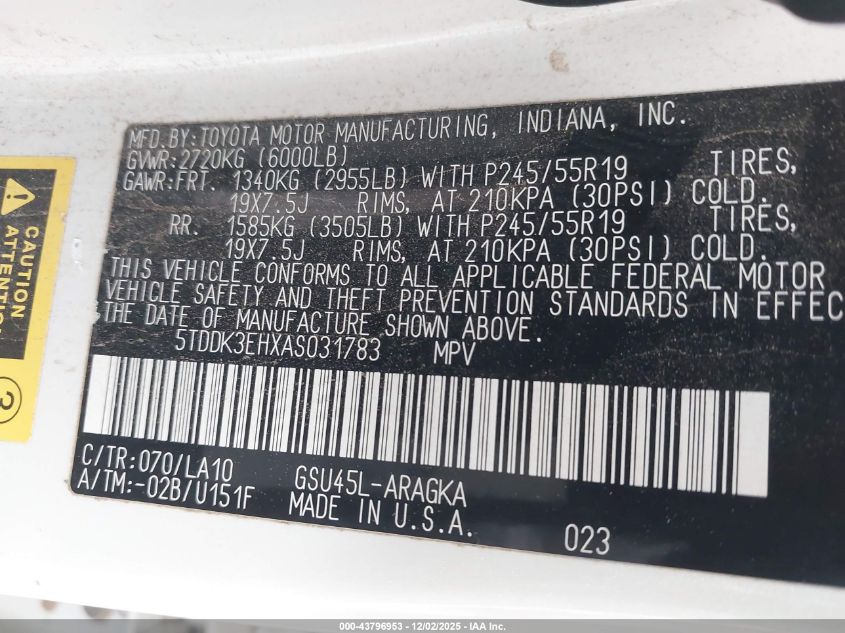 MFD.BY:TOYOTA MOTOR MANUFACTURING, INDIANA, INC.
GVWR:2720KG (6000LB)
GAWR:FRT. 1340KG (2955LB) WITH P245/55R19 TIRES,
19X7.5J RIMS, AT 210KPA (30PSI) COLD.
RR. 1585KG (3505LB) WITH P245/55R19 TIRES,
19X7.5J RIMS, AT 210KPA (30PSI) COLD.
THIS VEHICLE CONFORMS TO ALL APPLICABLE FEDERAL MOTOR
VEHICLE SAFETY AND THEFT PREVENTION STANDARDS IN EFFEC
THE DATE OF MANUFACTURE SHOWN ABOVE.
5TDDK3EHXAS031783 MPV
C/TR:070/LA10 GSU45L-ARAGKA
A/TM:-02B/U151F MADE IN U.S.A.
023
CAUTION
ATTENTI
3
000-43796953 | 12/02/2025 | IAA Inc.